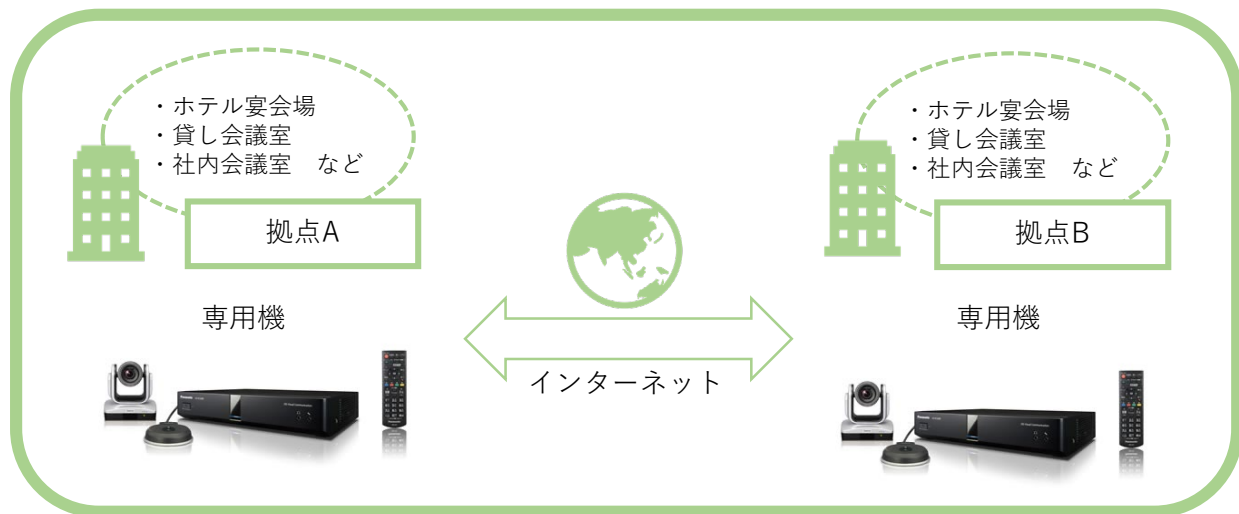 ・ホテル宴会場
・貸し会議室
・社内会議室　など
拠点A
専用機
・ホテル宴会場
・貸し会議室
・社内会議室　など
拠点B
専用機
インターネット
Panasonic
Panasonic